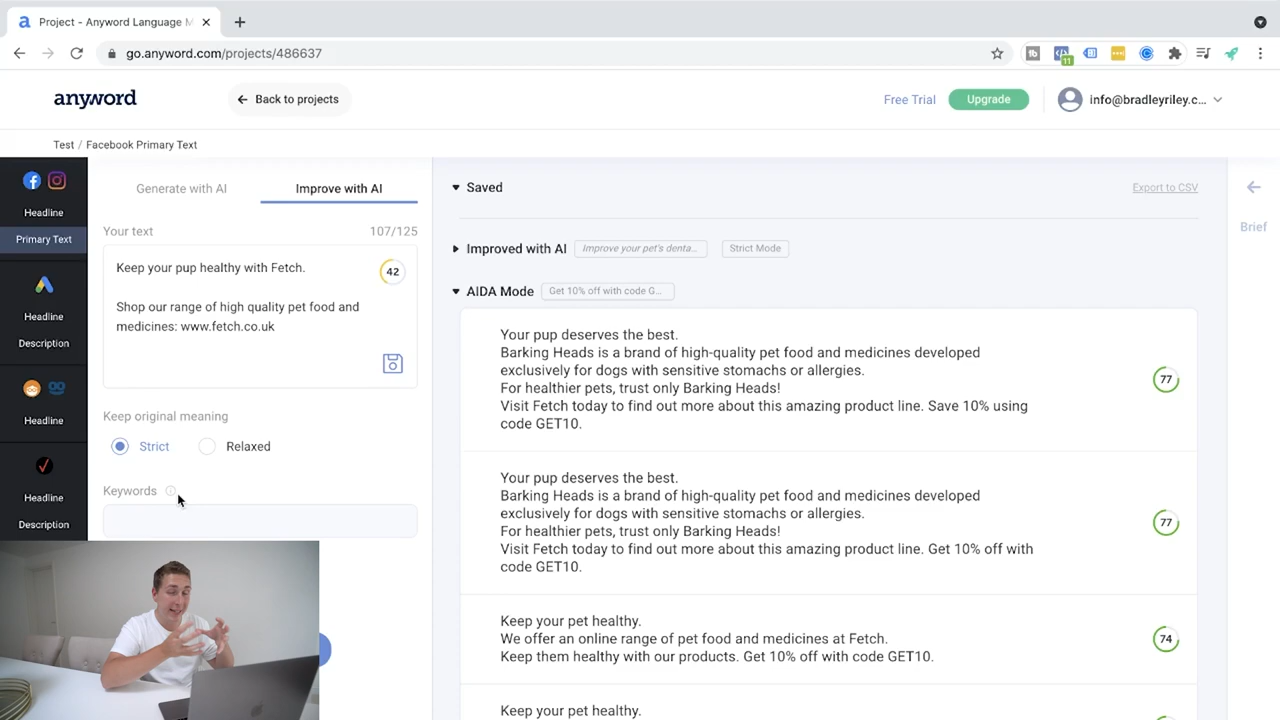 Project - Anyword Language M
go.anyword.com/projects/486637
11
anyword
Back to projects
Free Trial
Upgrade
info@bradleyriley.c...
Test / Facebook Primary Text
Headline
Primary Text
Headline
Description
Headline
Headline
Description
Generate with AI
Improve with AI
Your text
107/125
Keep your pup healthy with Fetch.
42
Shop our range of high quality pet food and
medicines: www.fetch.co.uk
Keep original meaning
Strict
Relaxed
Keywords
Saved
Export to CSV
Improved with AI
Improve your pet's denta...
Strict Mode
AIDA Mode
Get 10% off with code G...
Your pup deserves the best.
Barking Heads is a brand of high-quality pet food and medicines developed
exclusively for dogs with sensitive stomachs or allergies.
For healthier pets, trust only Barking Heads!
Visit Fetch today to find out more about this amazing product line. Save 10% using
code GET10.
77
Your pup deserves the best.
Barking Heads is a brand of high-quality pet food and medicines developed
exclusively for dogs with sensitive stomachs or allergies.
For healthier pets, trust only Barking Heads!
Visit Fetch today to find out more about this amazing product line. Get 10% off with
code GET10.
77
Keep your pet healthy.
We offer an online range of pet food and medicines at Fetch.
Keep them healthy with our products. Get 10% off with code GET10.
74
Keep your pet healthy.
Brief